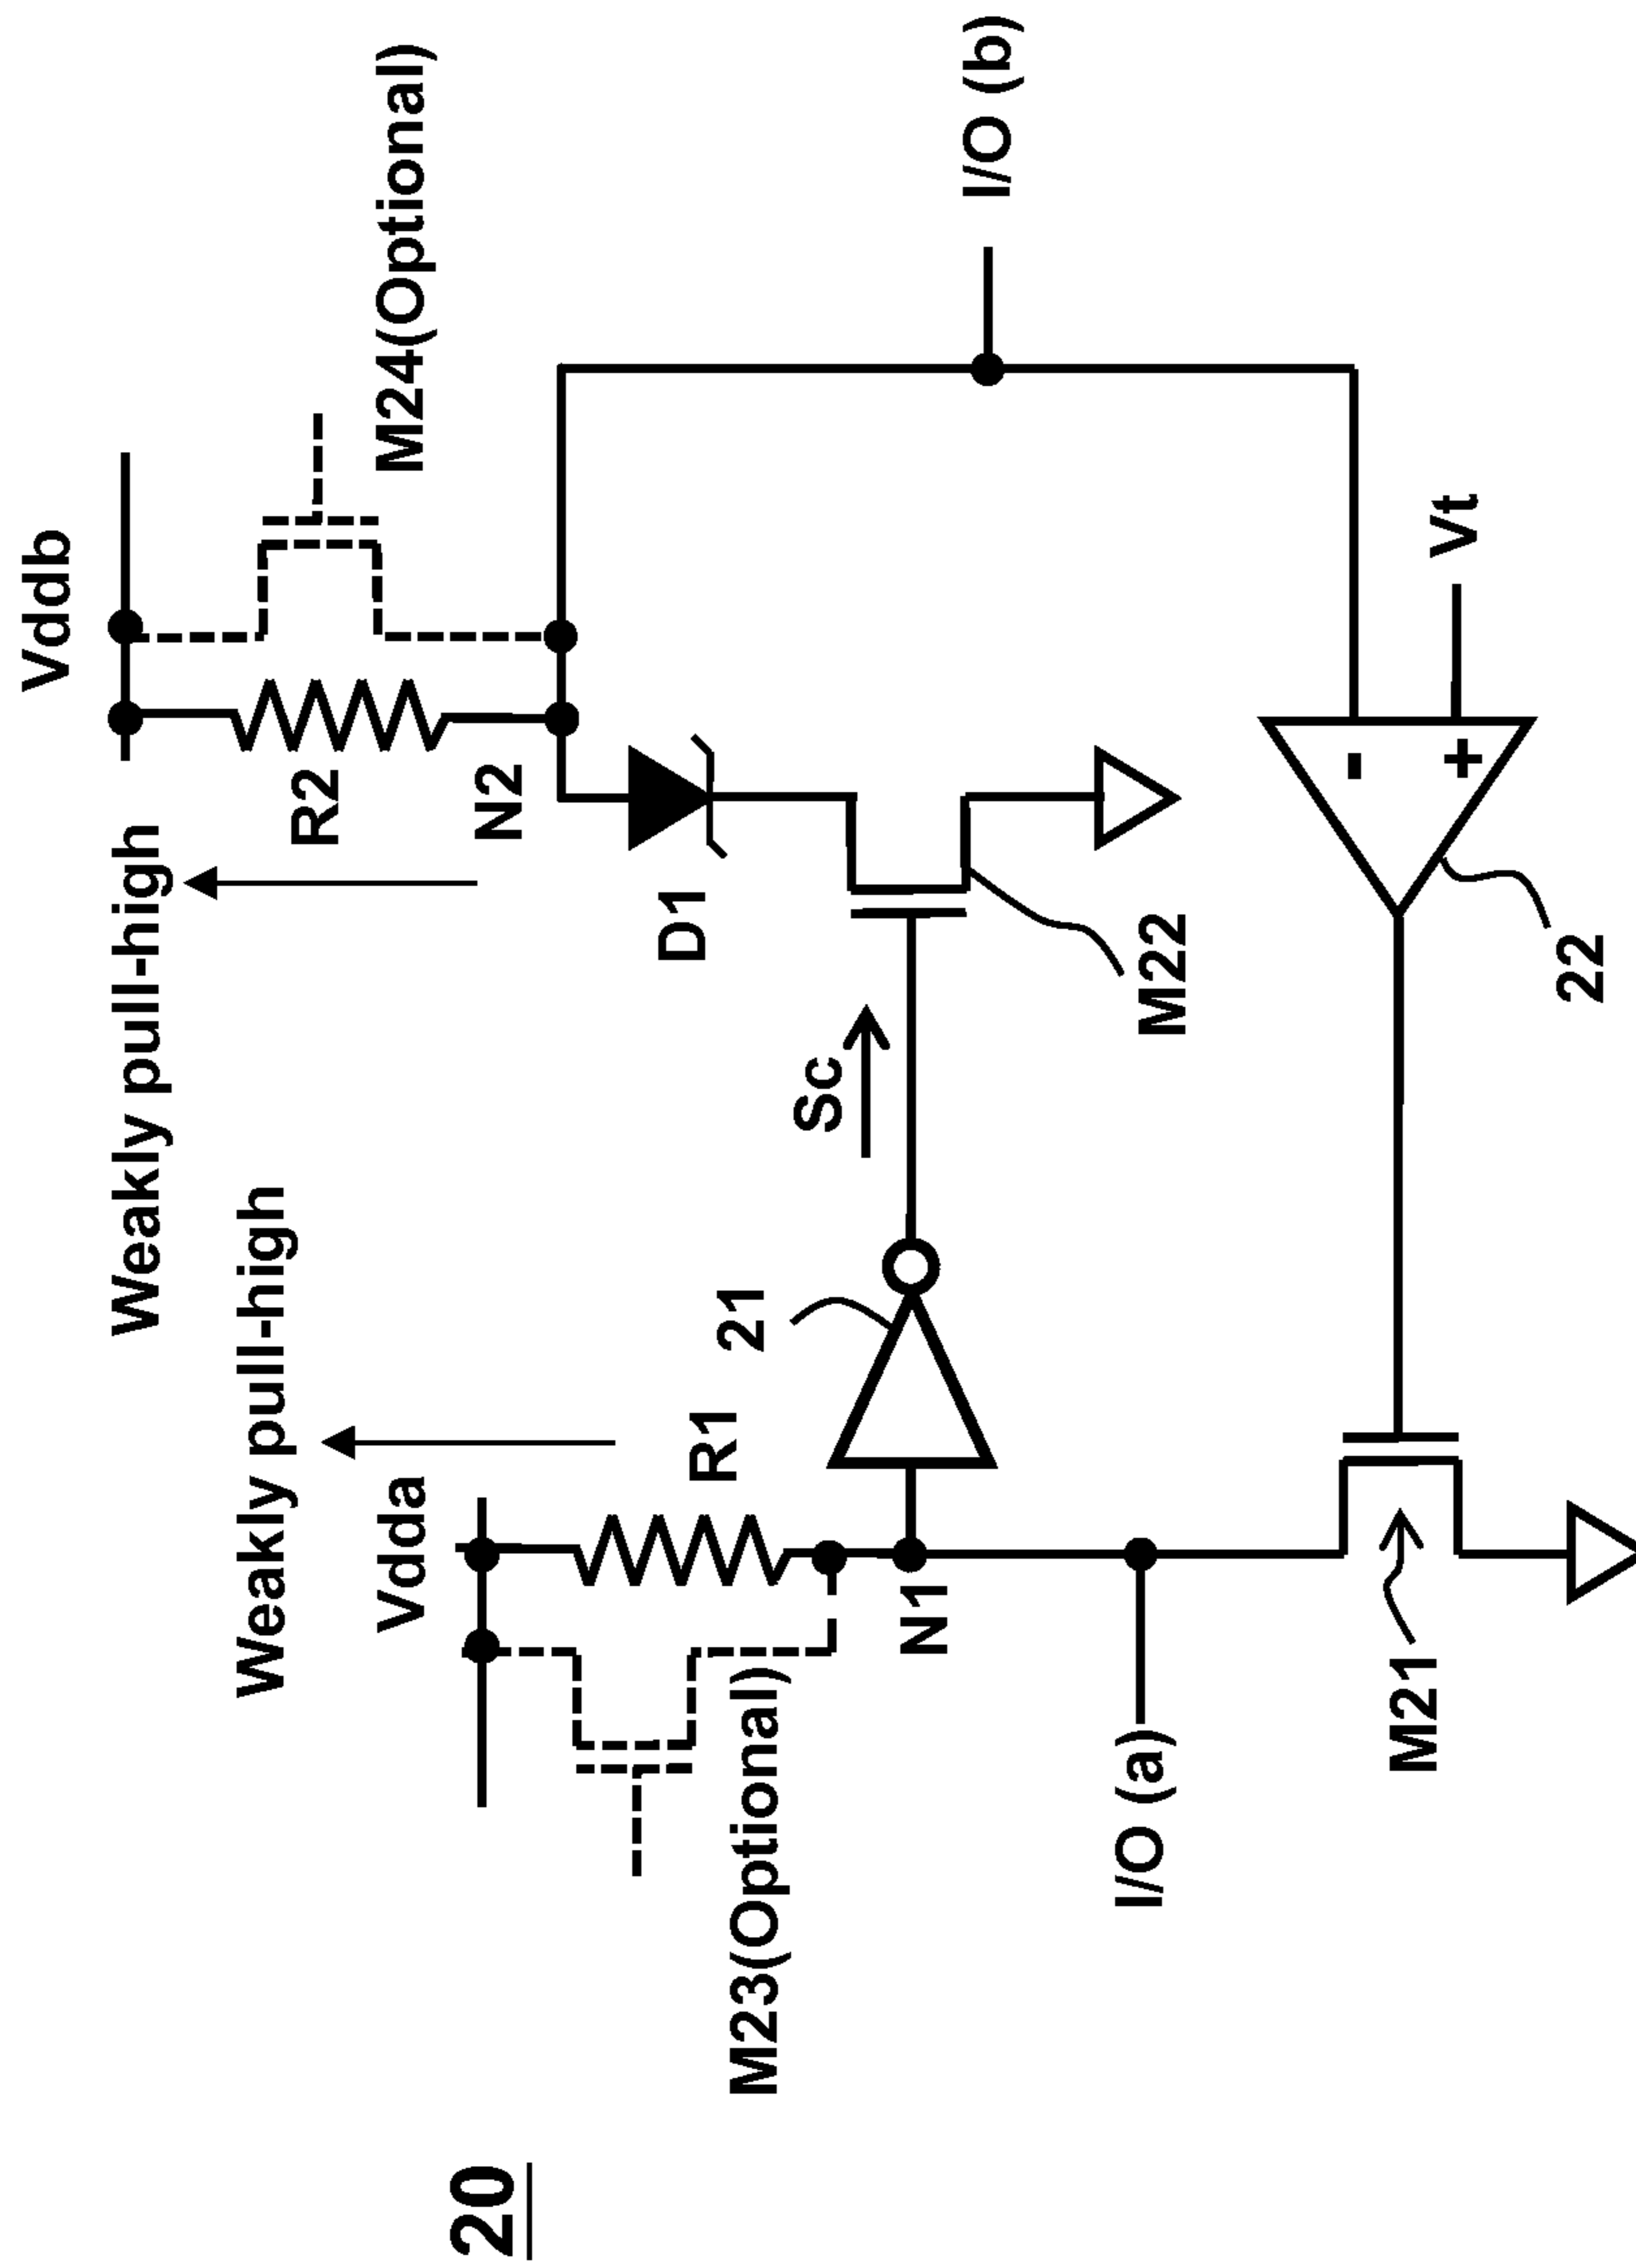 20
Vddb
Weakly pull-high
Weakly pull-high
M24(Optional)
R2
Vdda
N2
D1
R1
21
Sc
M23(Optional)
N1
I/O (b)
M22
I/O (a)
M21
-
+
Vt
22